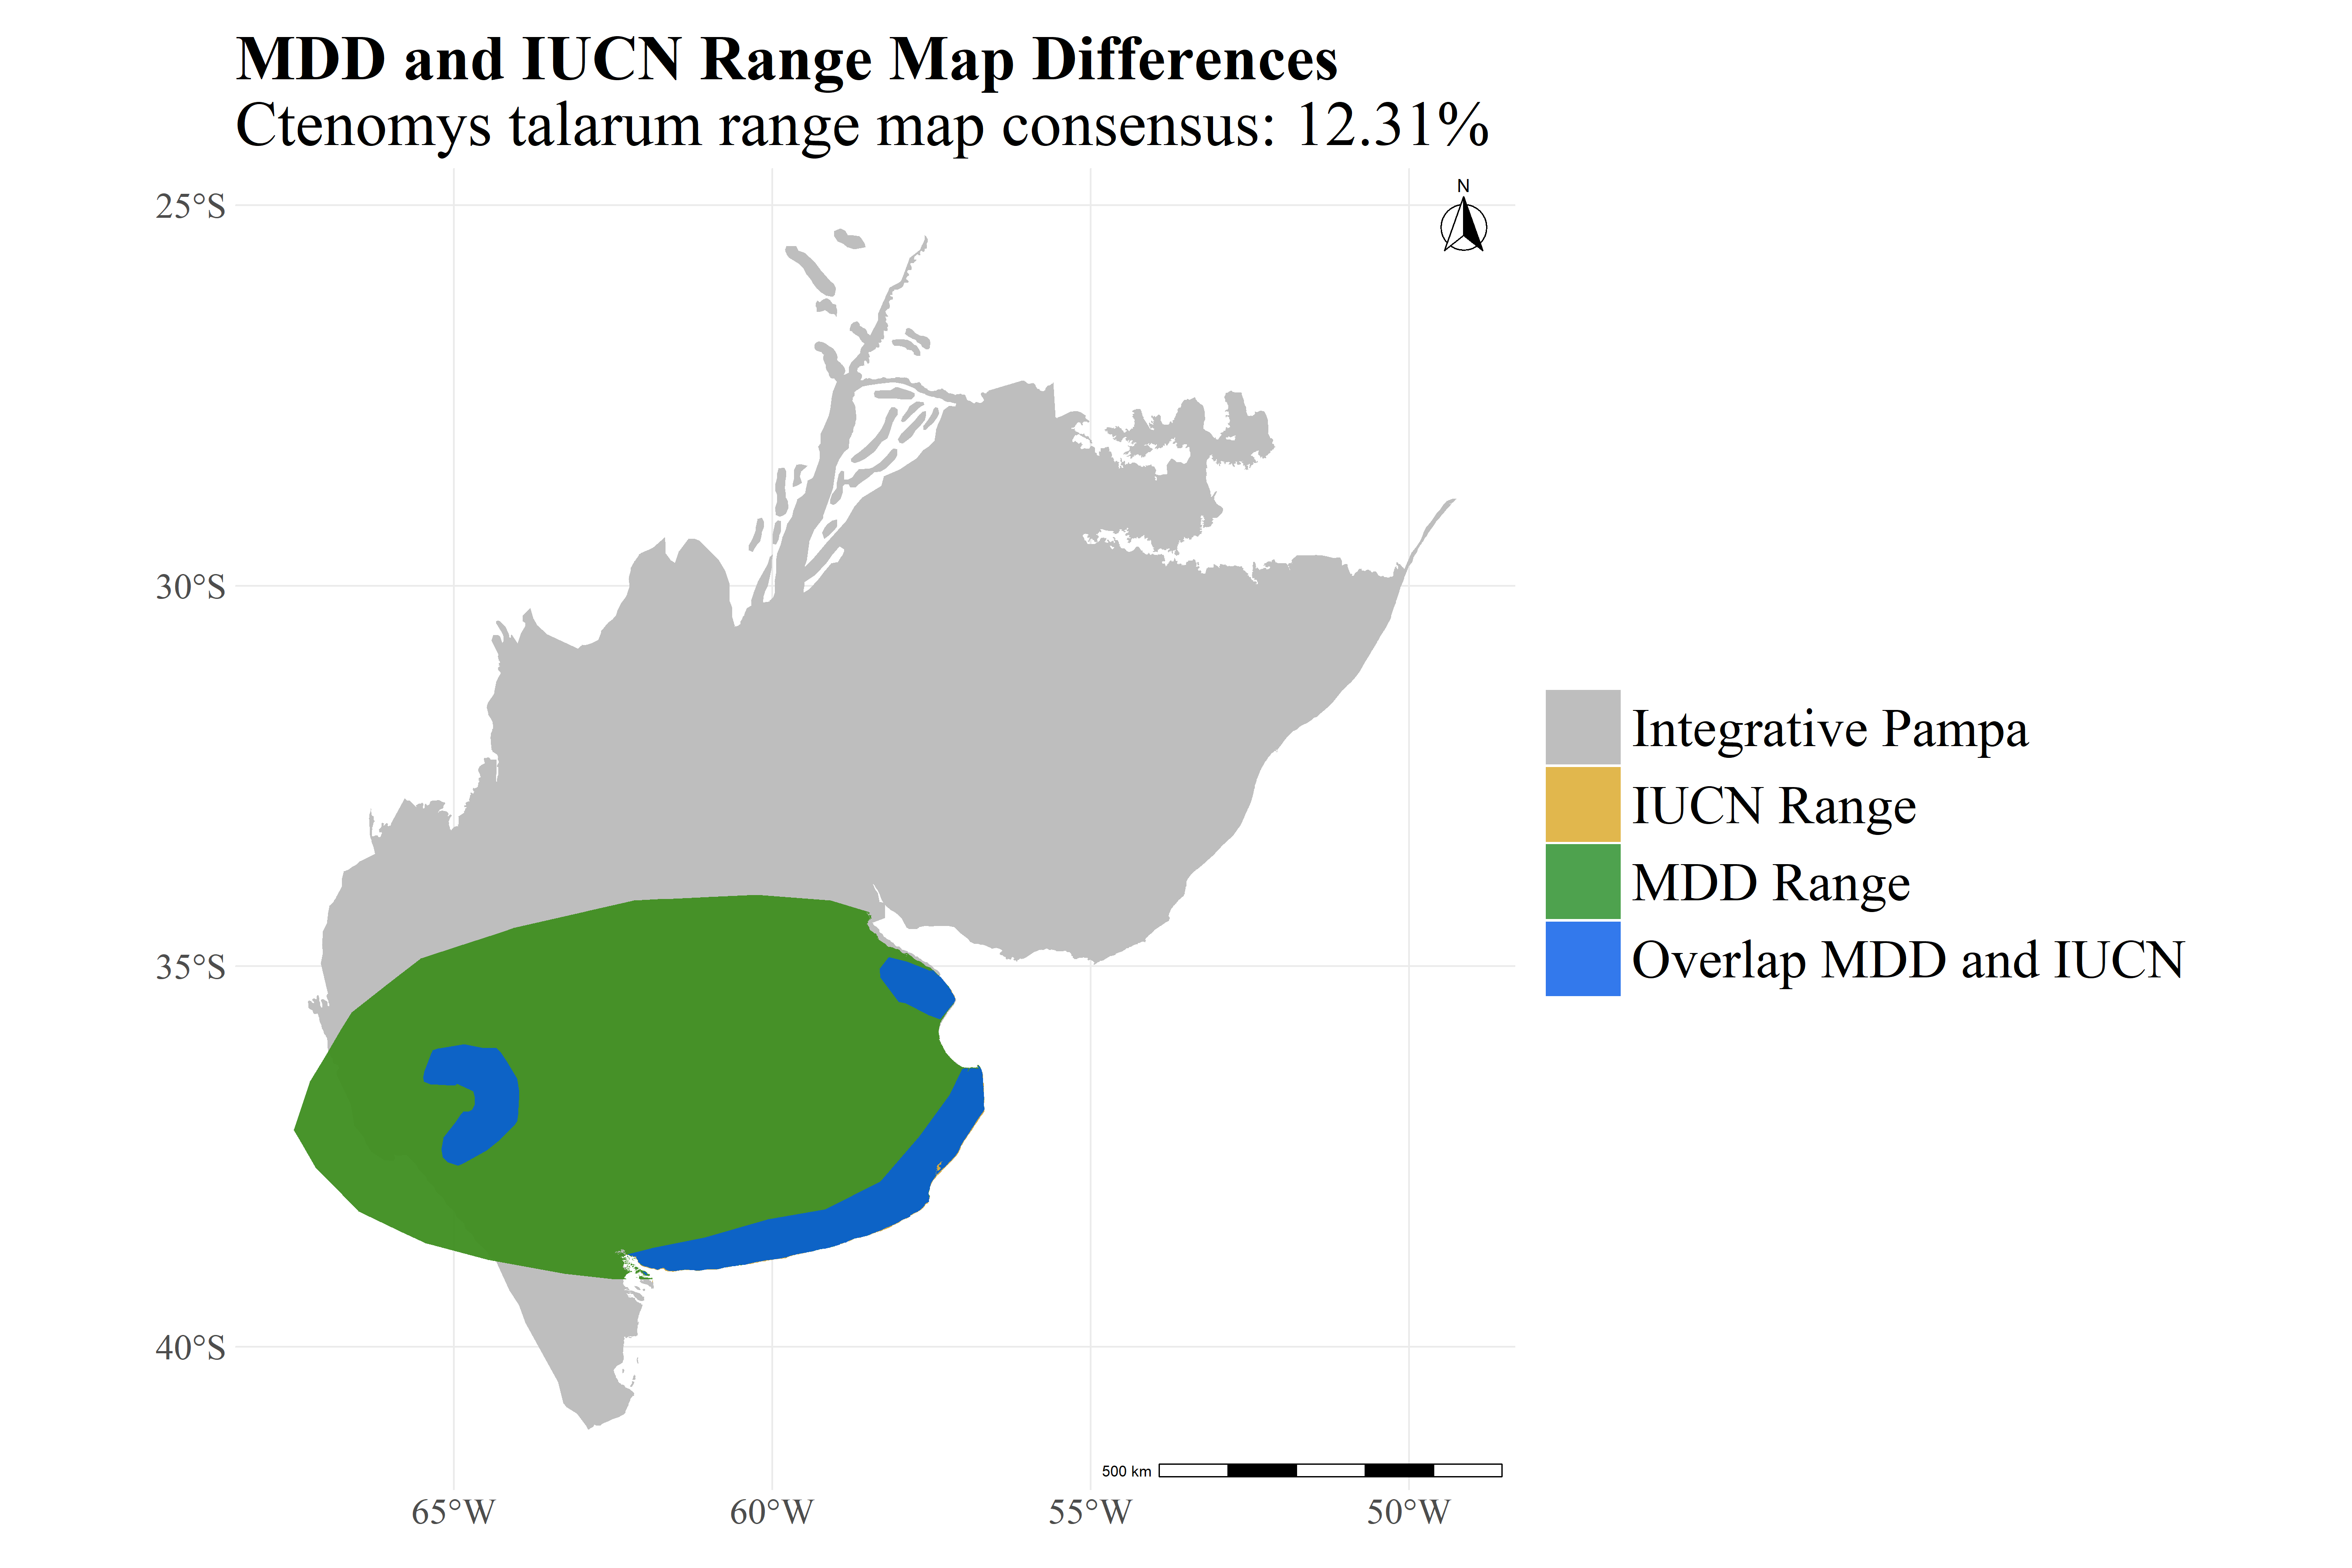 MDD and IUCN Range Map Differences
Ctenomys talarum range map consensus: 12.31%
N
25°S
30°S
35°S
40°S
Integrative Pampa
IUCN Range
MDD Range
Overlap MDD and IUCN
500 km
65°W
60°W
55°W
50°W